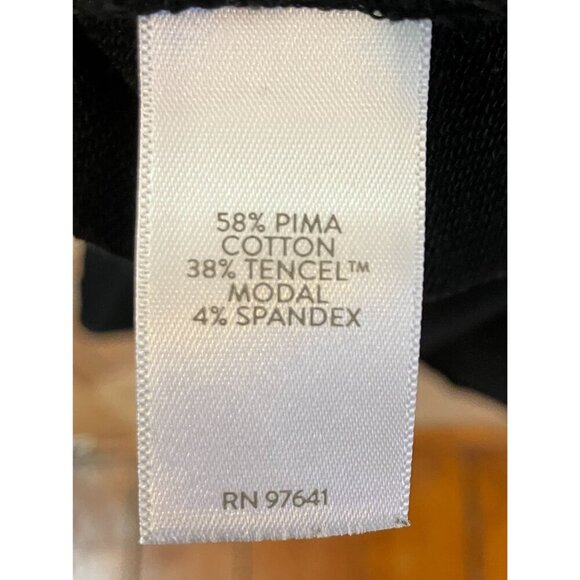 58% PIMA
COTTON
38% TENCEL™
MODAL
4% SPANDEX
RN 97641